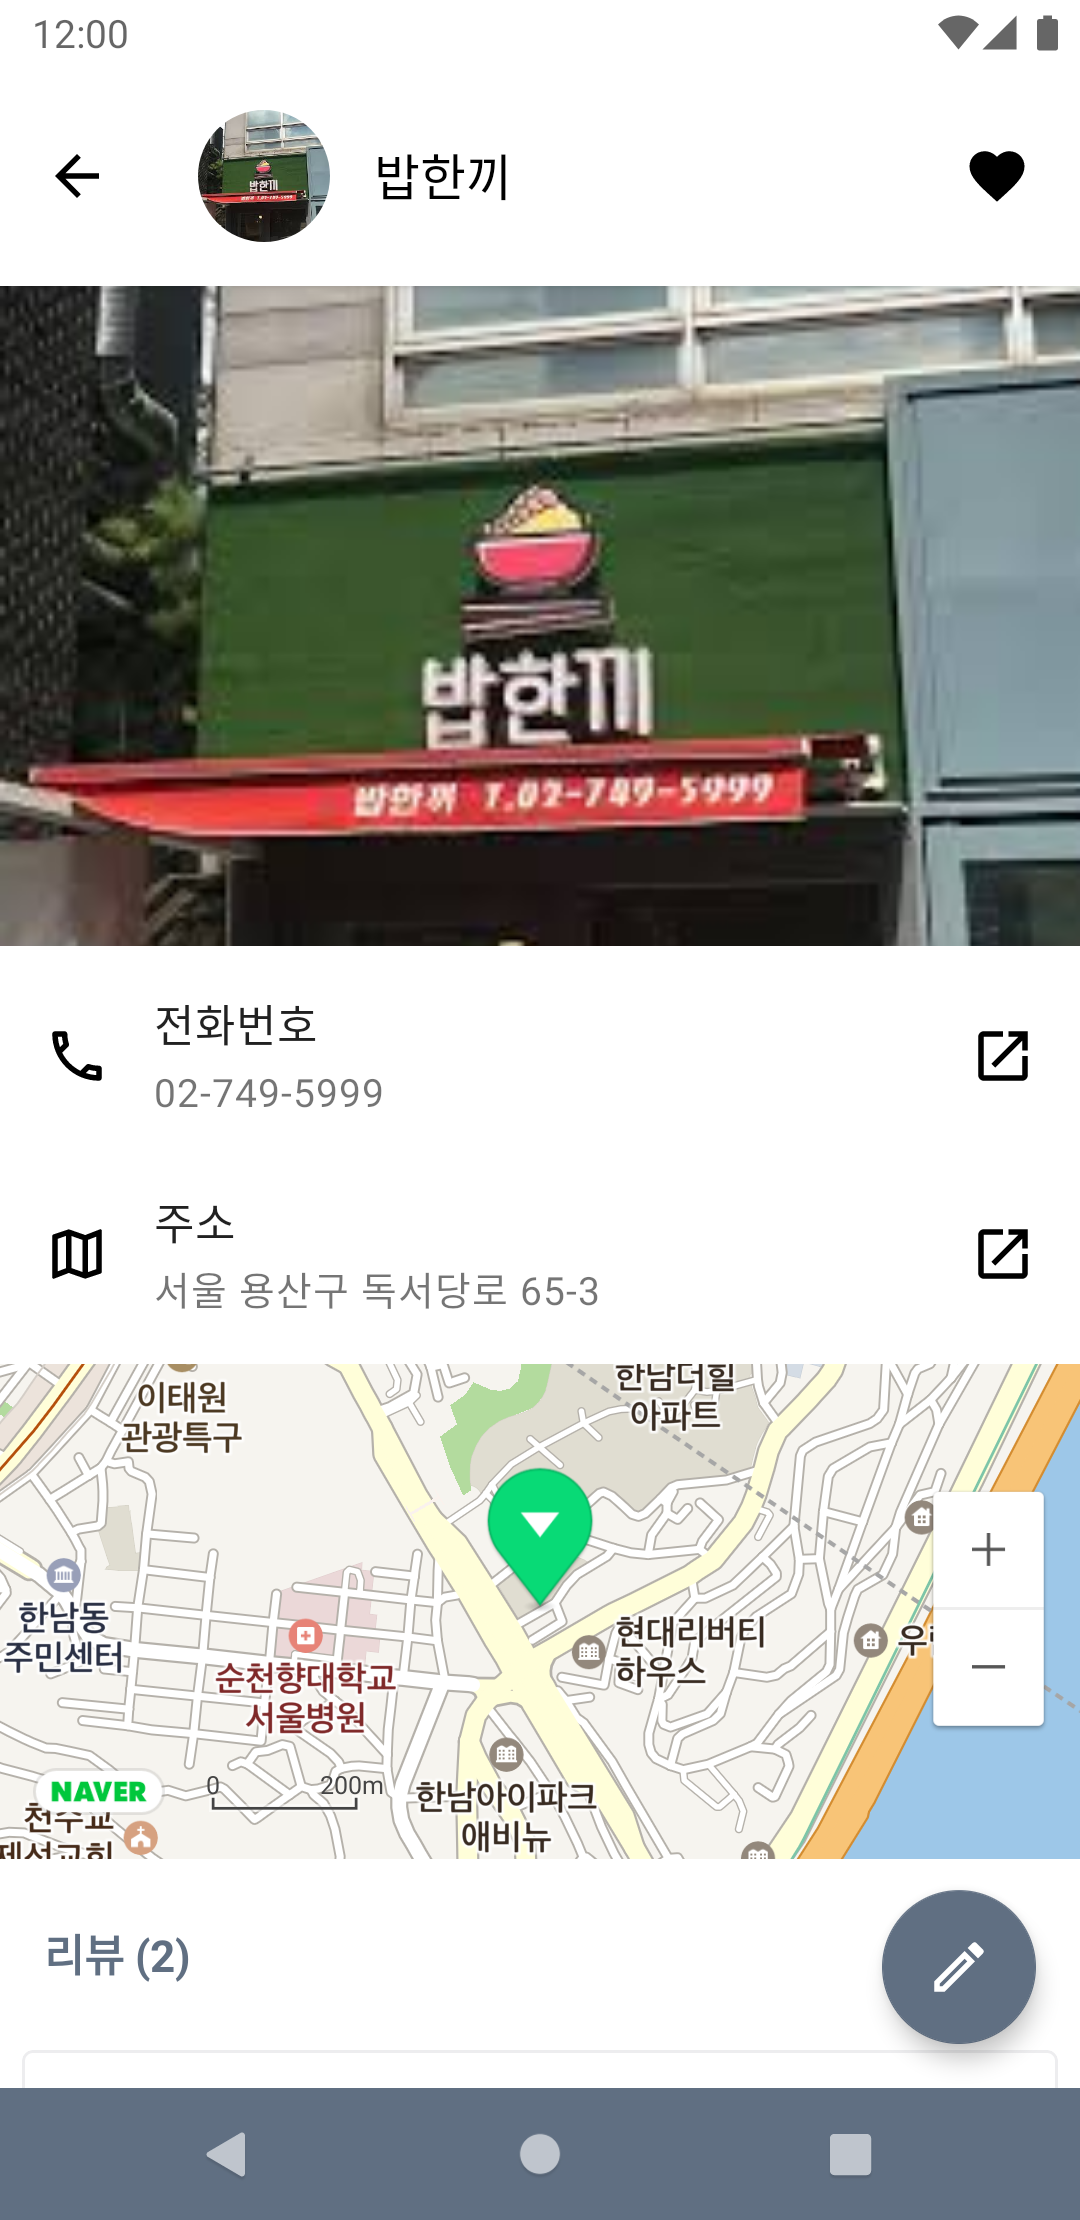 12:00
밥한끼
밥한끼
밥한끼 T.02-749-5999
전화번호
02-749-5999
주소
서울 용산구 독서당로 65-3
이태원
관광특구
한남더힐
아파트
한남동
주민센터
순천향대학교
서울병원
현대리버티
하우스
NAVER
0 200m
한남아이파크
애비뉴
천주교
리뷰 (2)